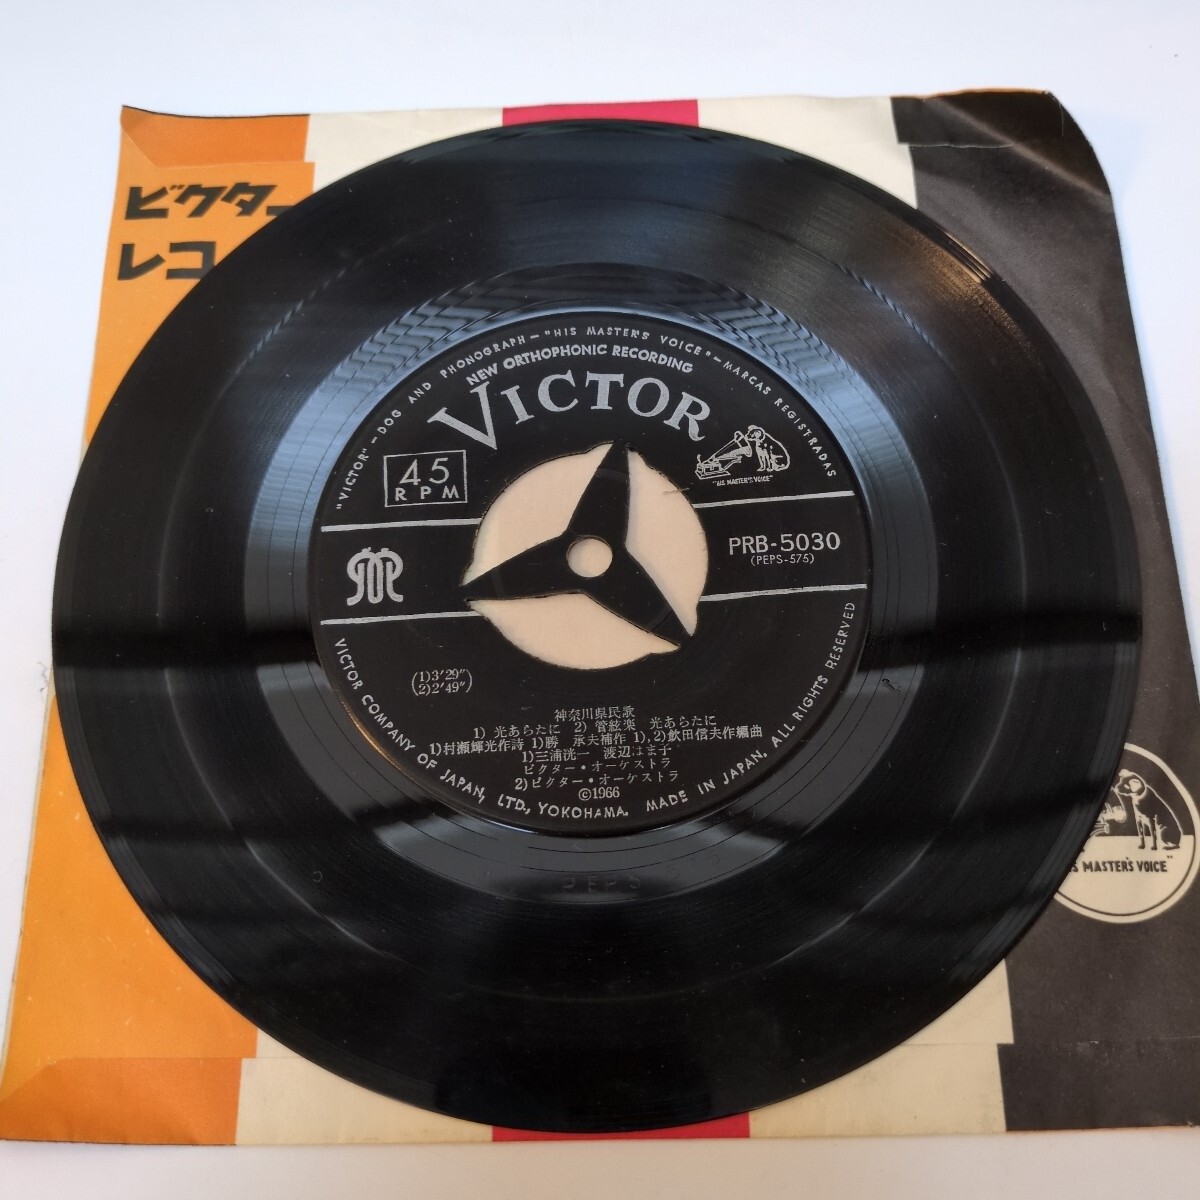 ビクター
レコ
"VICTOR"—DOG AND PHONOGRAPH—"HIS MASTER'S VOICE"—MARCAS REGISTRADAS
NEW ORTHOPHONIC RECORDING
VICTOR
45
RPM
"HIS MASTER'S VOICE"
PRB-5030
(PEPS-575)
(1)3'29")
(2)2'49")
神奈川県民歌
1) 光あらたに 2) 管絃楽 光あらたに
1)村瀬輝光作詩 1)勝 承夫補作 1),2)飯田信夫作編曲
1)三浦洸一 渡辺はま子
ビクター・オーケストラ
2)ビクター・オーケストラ
©1966
VICTOR COMPANY OF JAPAN, LTD., YOKOHAMA. MADE IN JAPAN, ALL RIGHTS RESERVED
PEPS
IS MASTER'S VOICE"